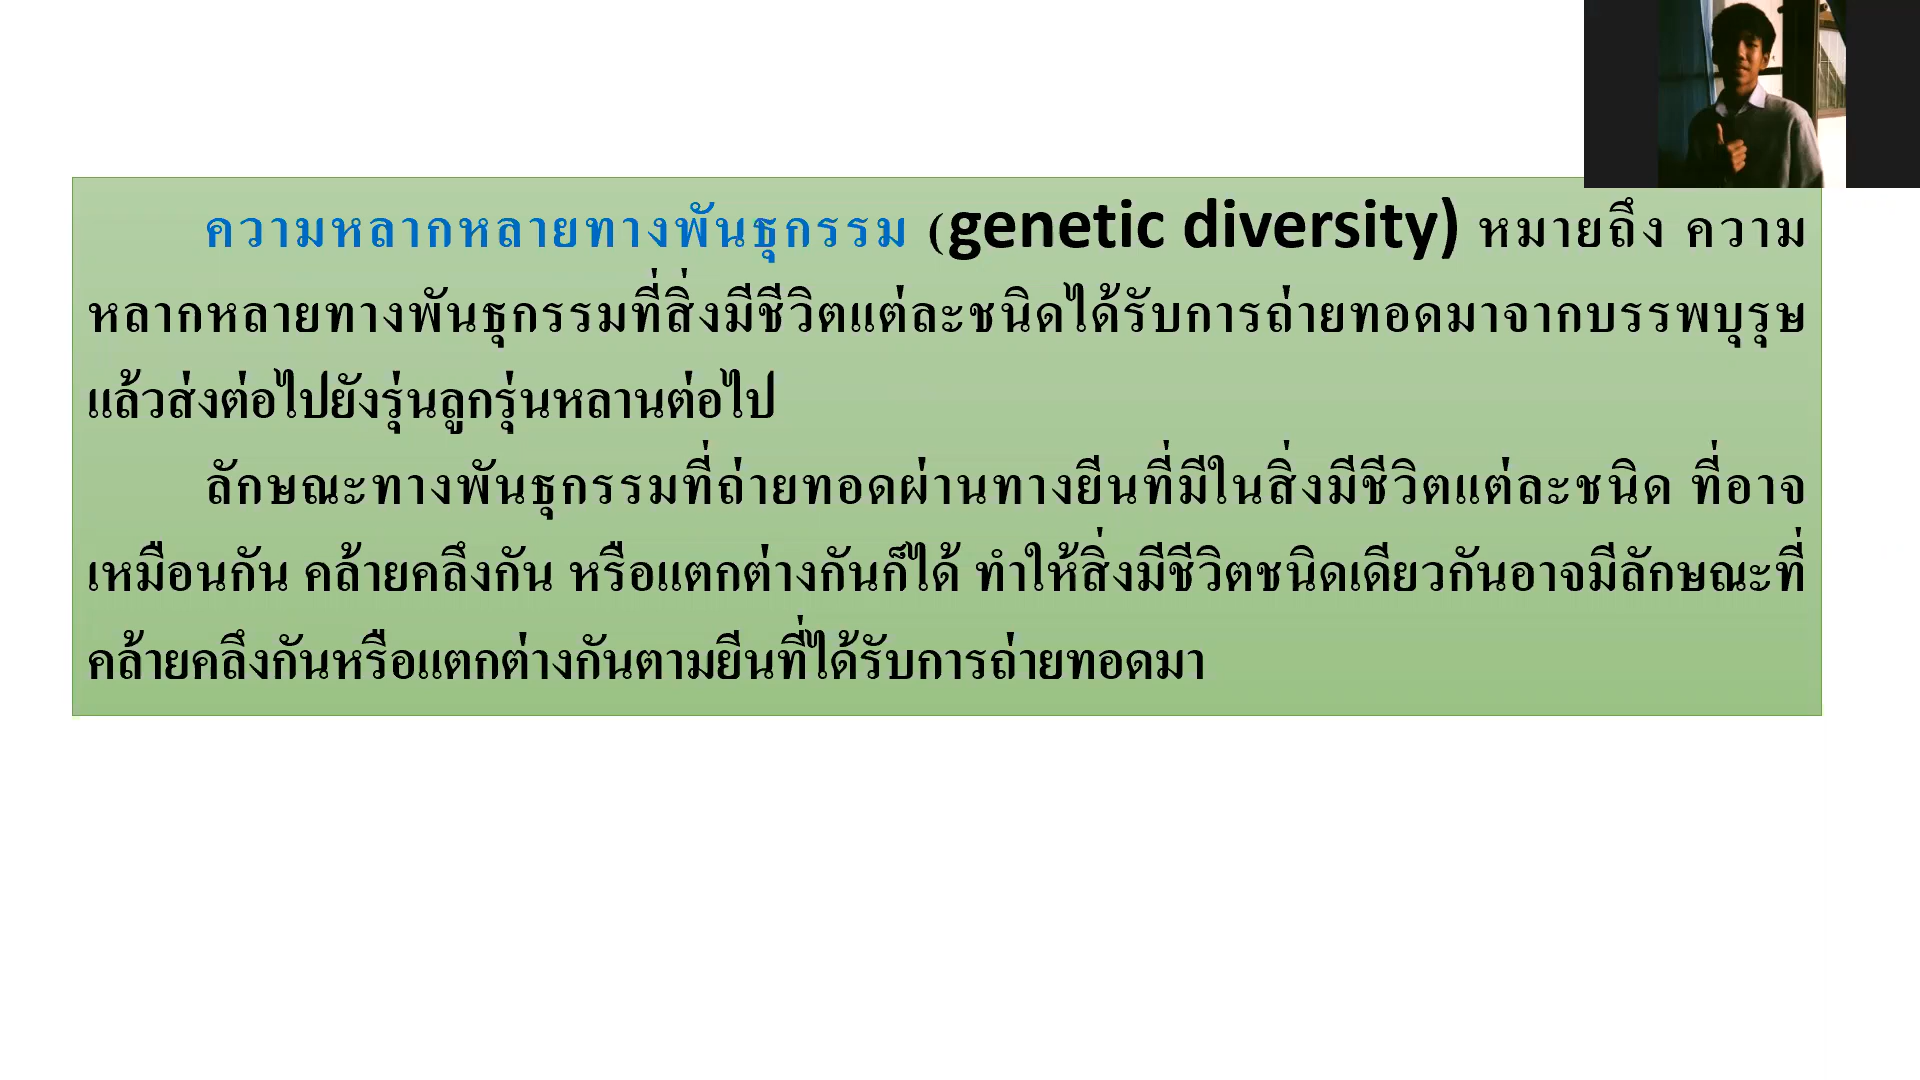 ความหลากหลายทางพันธุกรรม (genetic diversity) หมายถึง ความ
หลากหลายทางพันธุกรรมที่สิ่งมีชีวิตแต่ละชนิดได้รับการถ่ายทอดมาจากบรรพบุรุษ
แล้วส่งต่อไปยังรุ่นลูกรุ่นหลานต่อไป
ลักษณะทางพันธุกรรมที่ถ่ายทอดผ่านทางยีนที่มีในสิ่งมีชีวิตแต่ละชนิด ที่อาจ
เหมือนกัน คล้ายคลึงกัน หรือแตกต่างกันก็ได้ ทำให้สิ่งมีชีวิตชนิดเดียวกันอาจมีลักษณะที่
คล้ายคลึงกันหรือแตกต่างกันตามยีนที่ได้รับการถ่ายทอดมา